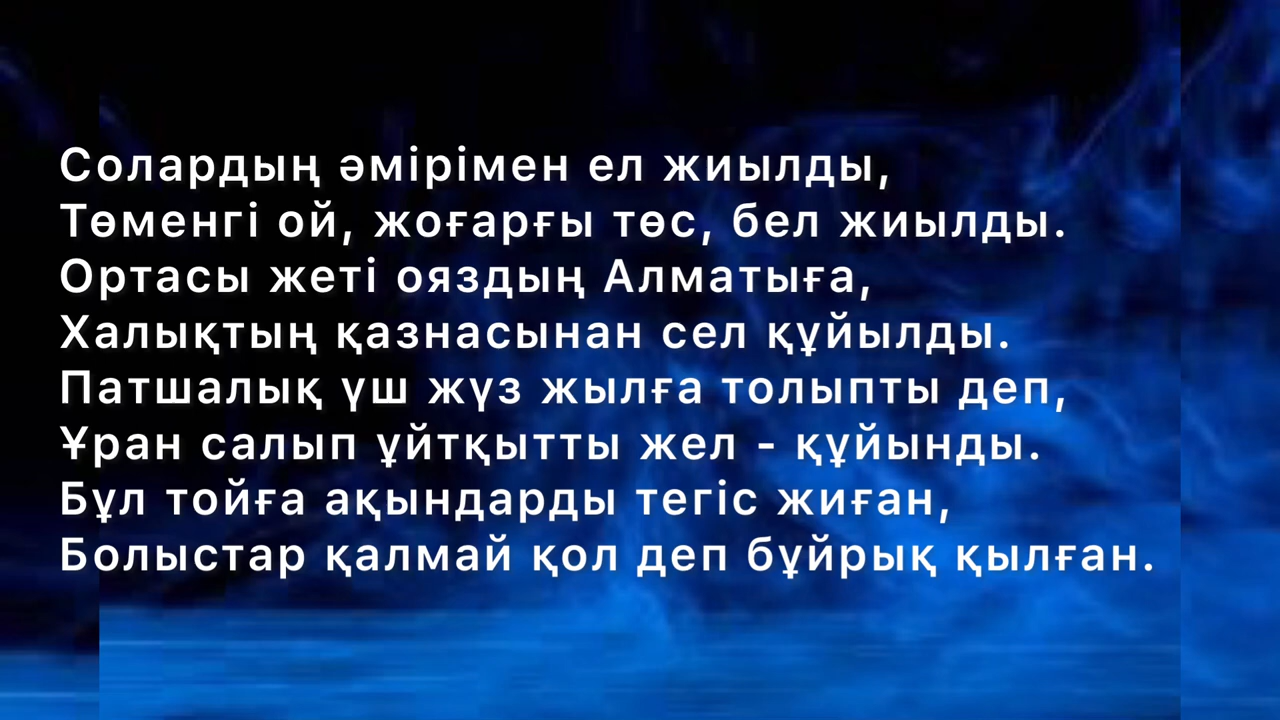 Солардың әмірімен ел жиылды,
Төменгі ой, жоғарғы төс, бел жиылды.
Ортасы жеті ояздың Алматыға,
Халықтың қазнасынан сел құйылды.
Патшалық үш жүз жылға толыпты деп,
Ұран салып ұйтқытты жел - құйынды.
Бұл тойға ақындарды тегіс жиған,
Болыстар қалмай қол деп бұйрық қылған.